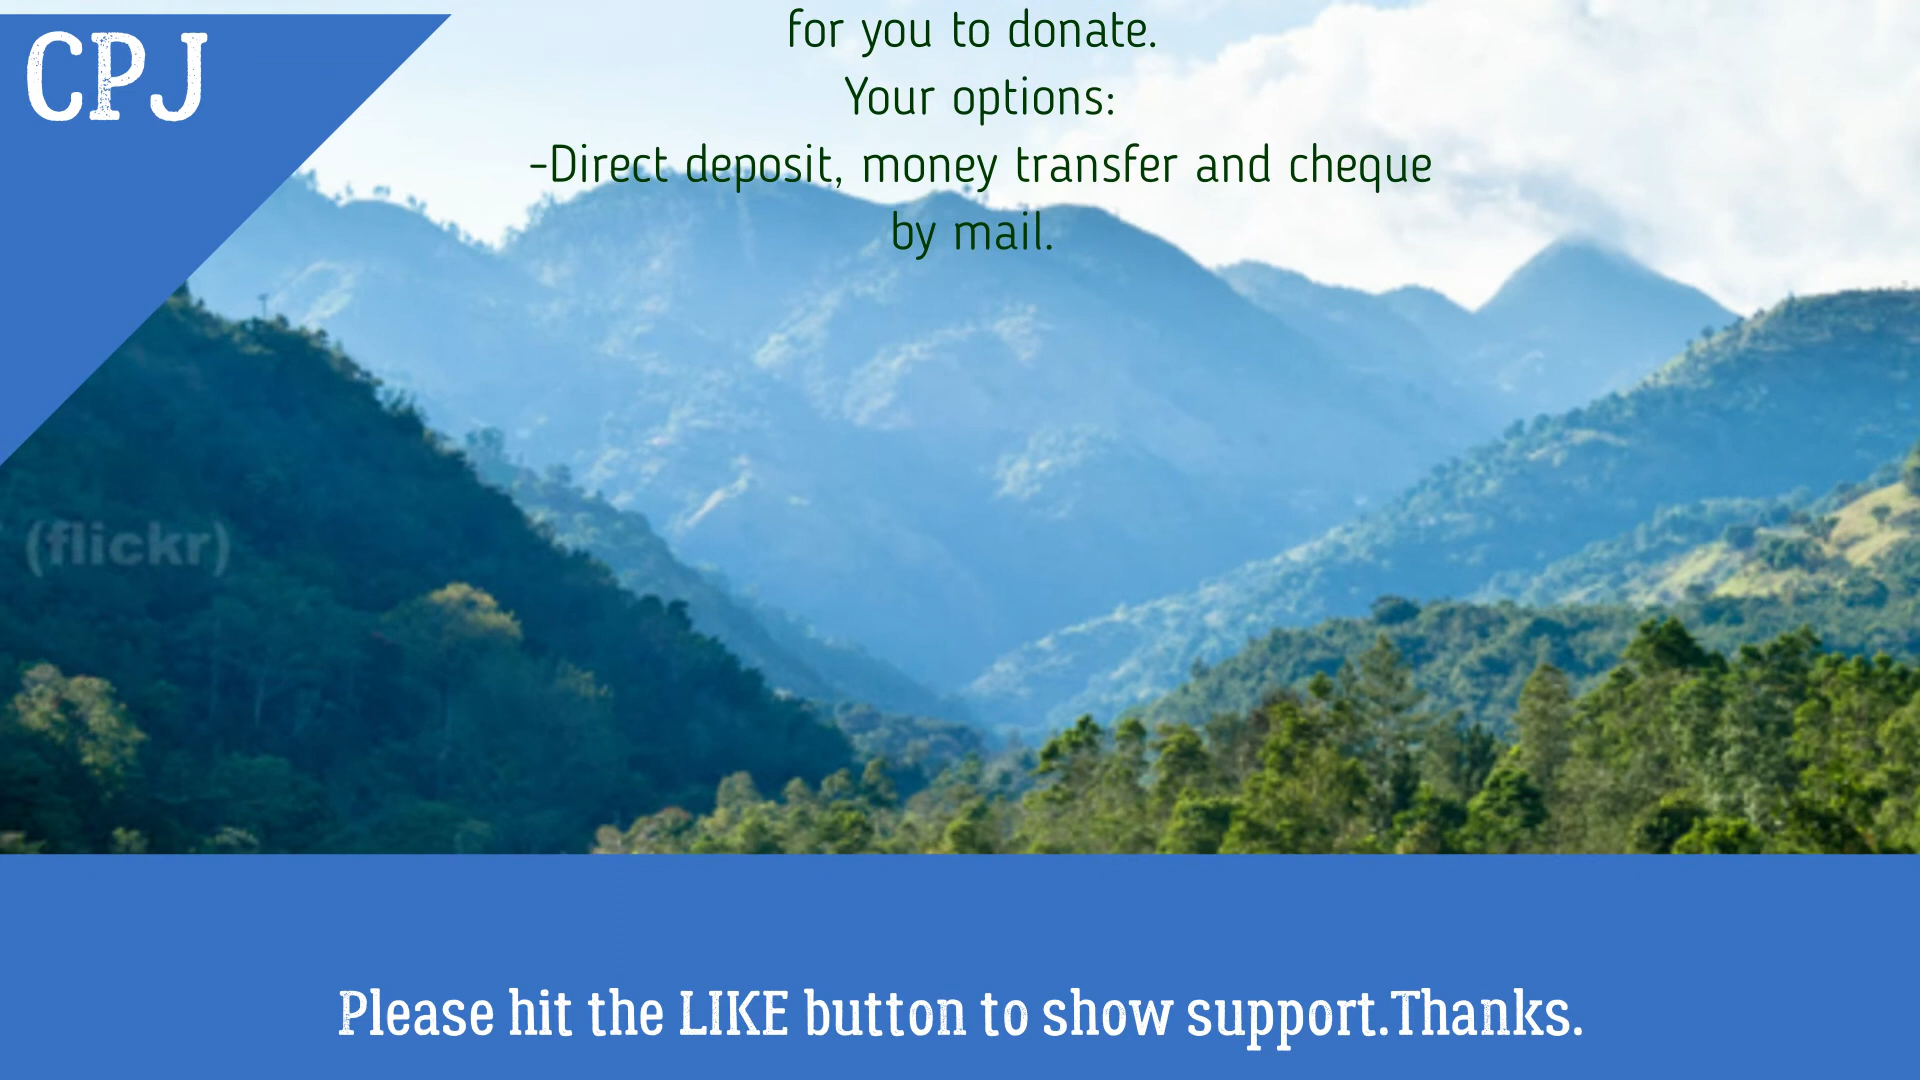 CPJ
for you to donate.
Your options:
-Direct deposit, money transfer and cheque
by mail.
(flickr)
Please hit the LIKE button to show support.Thanks.